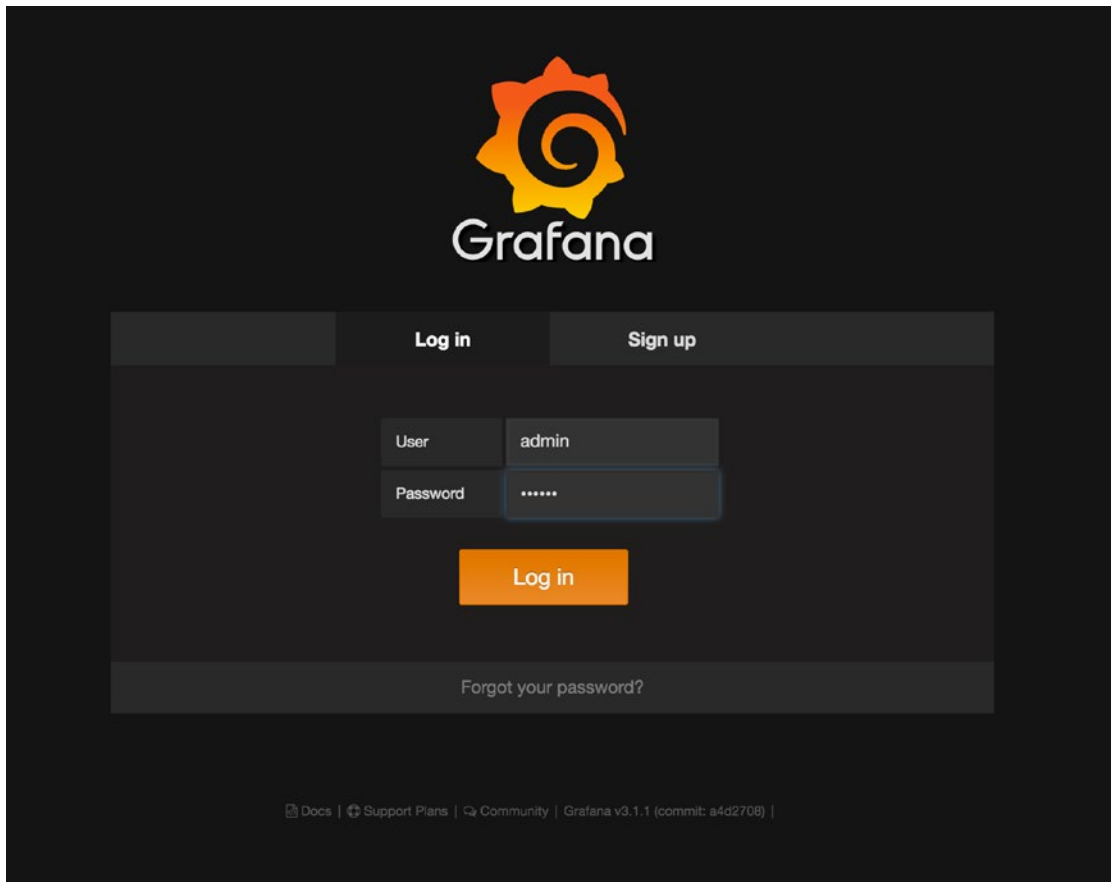 Grafana
Log in Sign up
User admin
Password ••••••
Log in
Forgot your password?
Docs | Support Plans | Community | Grafana v3.1.1 (commit: a4d2708) |